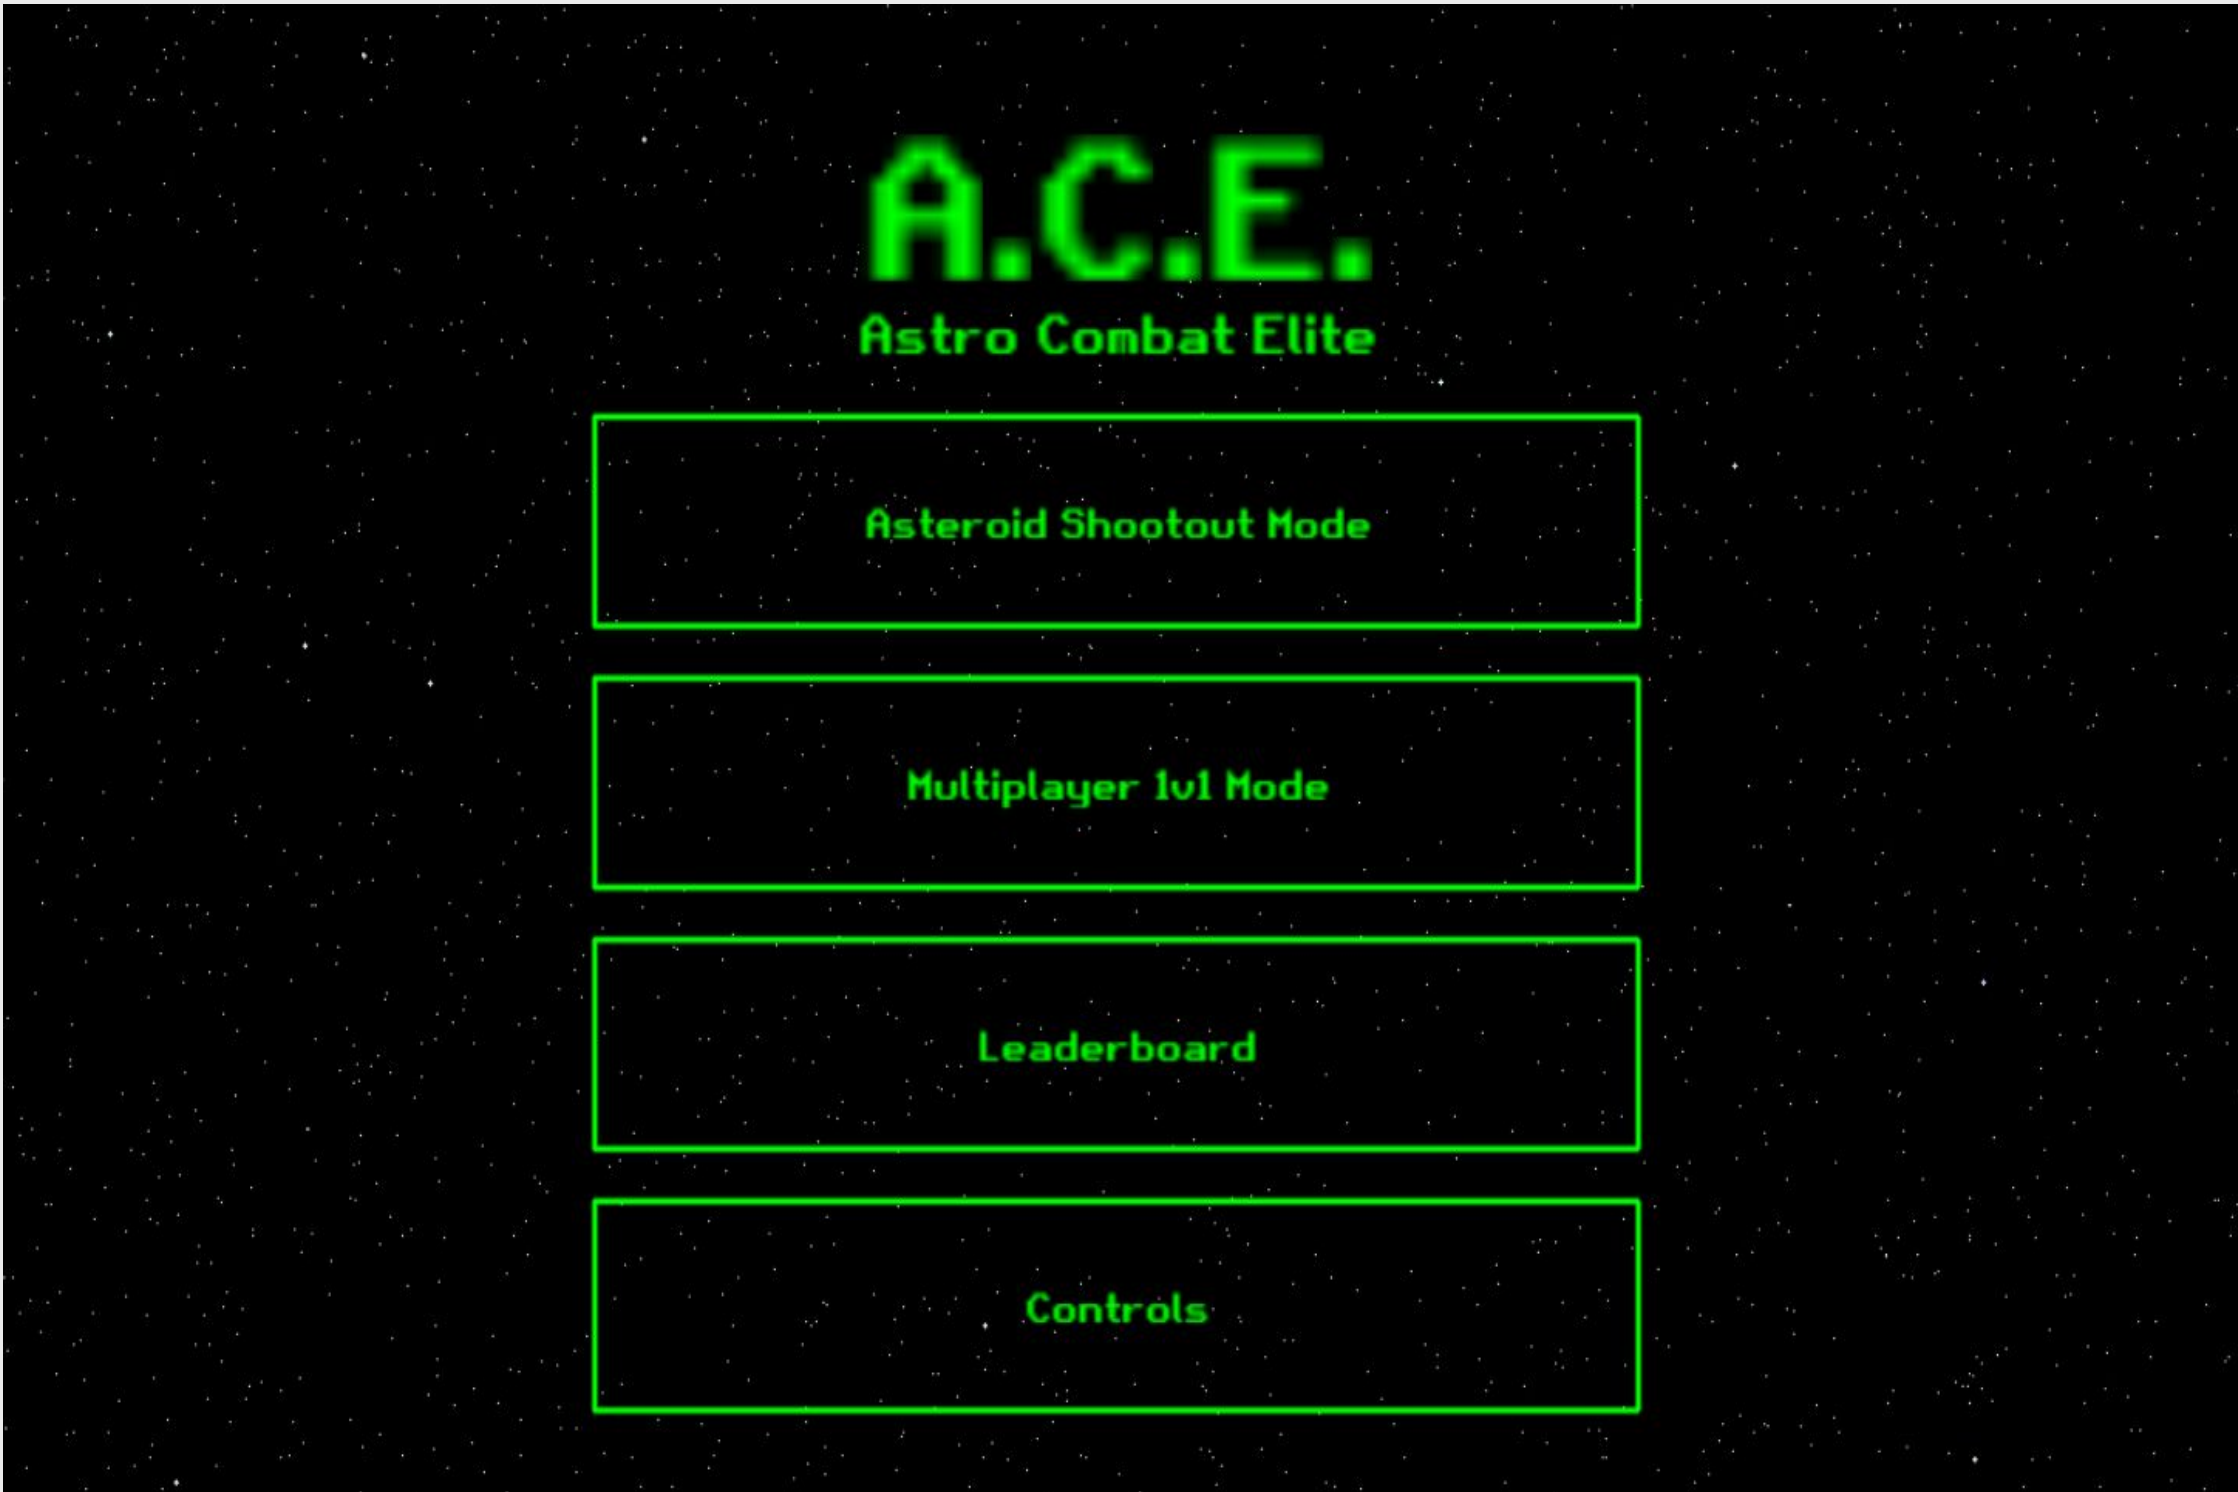 A.C.E.
Astro Combat Elite
Asteroid Shootout Mode
Multiplayer 1v1 Mode
Leaderboard
Controls